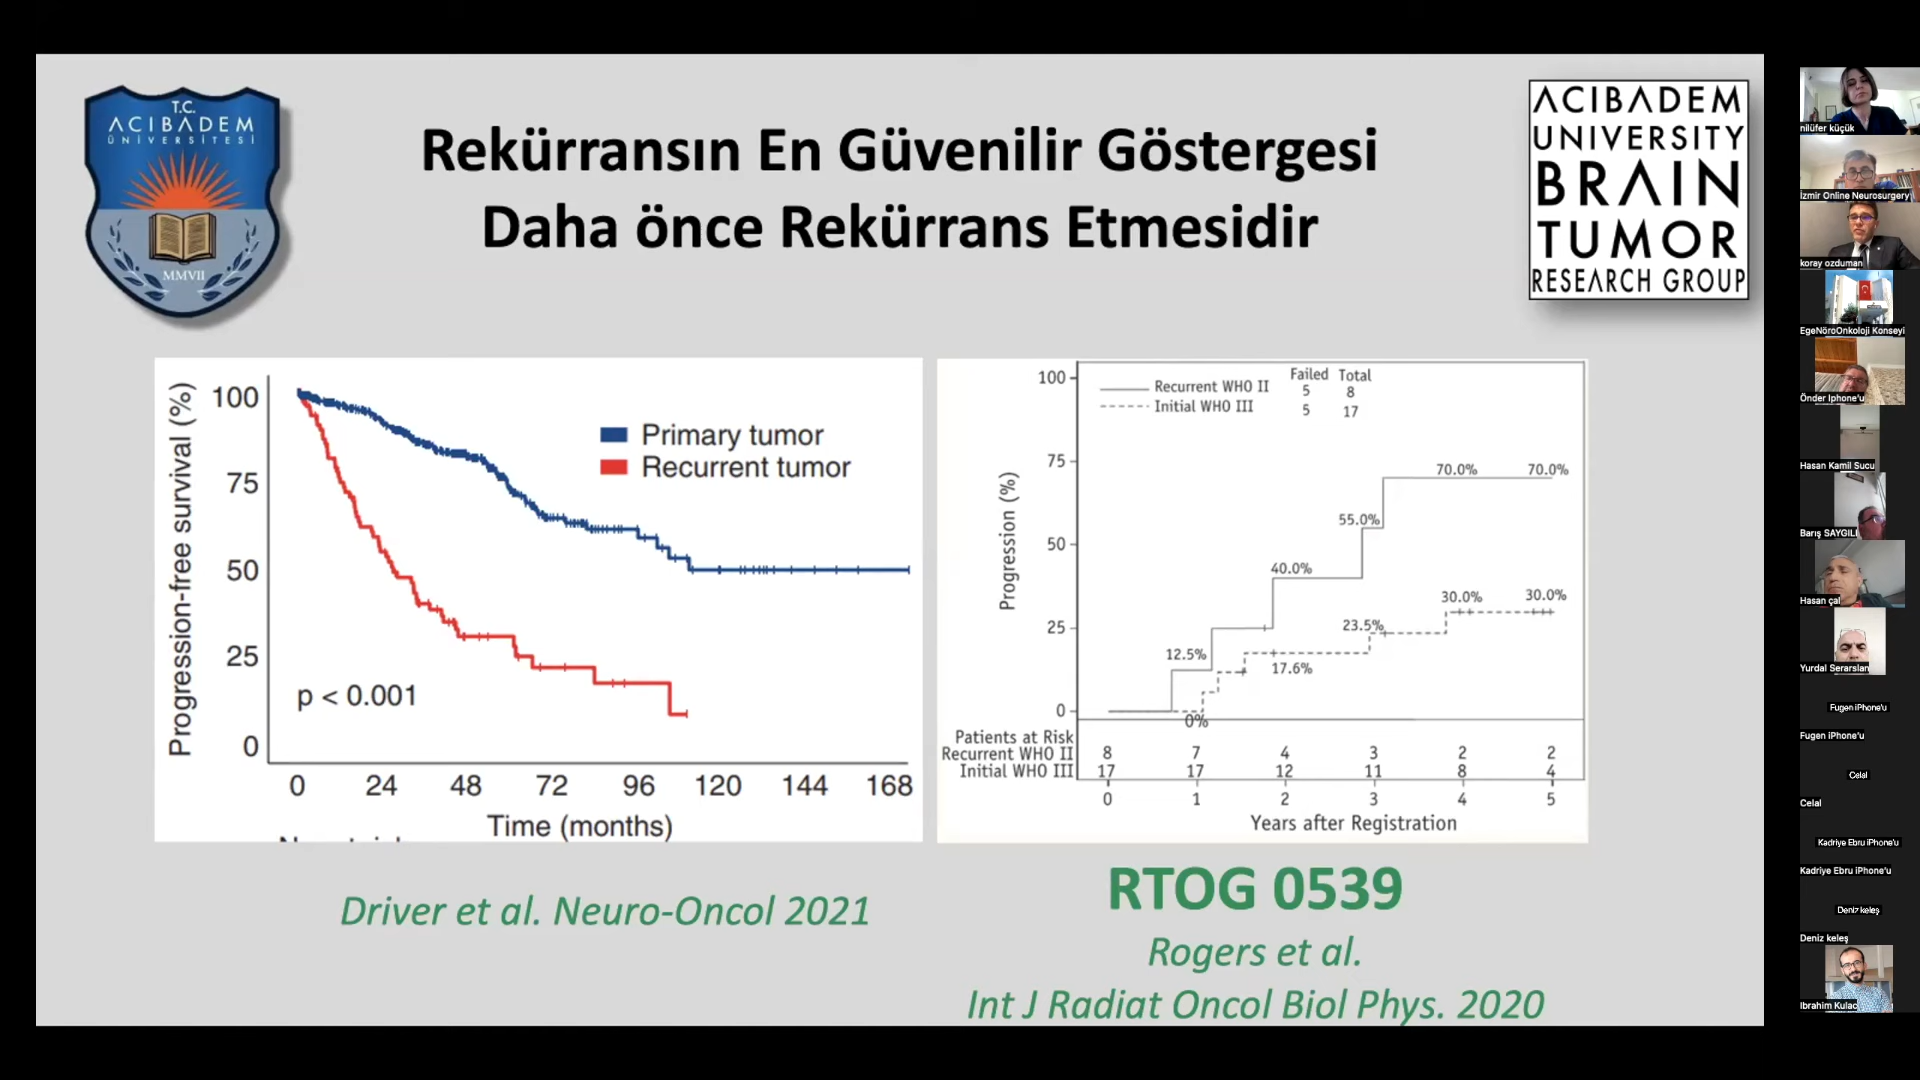 T.C.
ACIBADEM
ÜNİVERSİTESİ
MMVII
Rekürransın En Güvenilir Göstergesi
Daha önce Rekürrans Etmesidir
ACIBADEM
UNIVERSITY
BRAIN
TUMOR
RESEARCH GROUP
Progression-free survival (%)
100
75
50
25
0
Primary tumor
Recurrent tumor
p < 0.001
0 24 48 72 96 120 144 168
Time (months)
Driver et al. Neuro-Oncol 2021
Progression (%)
100
75
50
25
0
Failed Total
Recurrent WHO II 5 8
Initial WHO III 5 17
70.0% 70.0%
55.0%
40.0%
30.0% 30.0%
23.5%
12.5%
17.6%
0%
Patients at Risk
Recurrent WHO II 8 7 4 3 2 2
Initial WHO III 17 17 12 11 8 4
0 1 2 3 4 5
Years after Registration
RTOG 0539
Rogers et al.
Int J Radiat Oncol Biol Phys. 2020
nilüfer küçük
İzmir Online Neurosurgery
koray ozduman
EgeNöroOnkoloji Konseyi
Önder Iphone'u
Hasan Kamil Sucu
Barış SAYGILI
Hasan çal
Yurdal Serarslan
Fugen iPhone'u
Fugen iPhone'u
Celal
Celal
Kadriye Ebru iPhone'u
Kadriye Ebru iPhone'u
Deniz keleş
Deniz keleş
Ibrahim Kulac